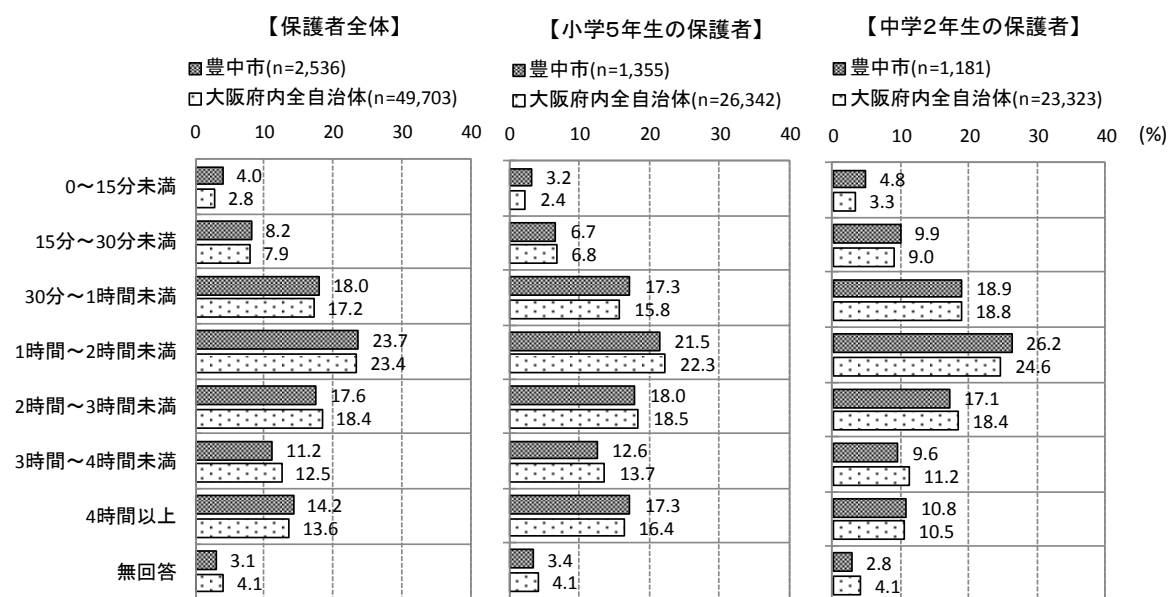 【保護者全体】
【小学5年生の保護者】
【中学2年生の保護者】
豊中市(n=2,536)
大阪府内全自治体(n=49,703)
豊中市(n=1,355)
大阪府内全自治体(n=26,342)
豊中市(n=1,181)
大阪府内全自治体(n=23,323)
0 10 20 30 40
0 10 20 30 40
0 10 20 30 40 (%)
0～15分未満
4.0 3.2 4.8
2.8 2.4 3.3
15分～30分未満
8.2 6.7 9.9
7.9 6.8 9.0
30分～1時間未満
18.0 17.3 18.9
17.2 15.8 18.8
1時間～2時間未満
23.7 21.5 26.2
23.4 22.3 24.6
2時間～3時間未満
17.6 18.0 17.1
18.4 18.5 18.4
3時間～4時間未満
11.2 12.6 9.6
12.5 13.7 11.2
4時間以上
14.2 17.3 10.8
13.6 16.4 10.5
無回答
3.1 3.4 2.8
4.1 4.1 4.1